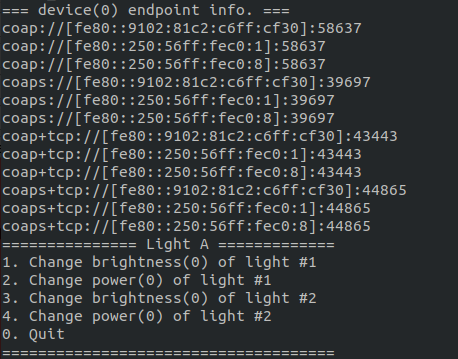 === device(0) endpoint info. ===
coap://[fe80::9102:81c2:c6ff:cf30]:58637
coap://[fe80::250:56ff:fec0:1]:58637
coap://[fe80::250:56ff:fec0:8]:58637
coaps://[fe80::9102:81c2:c6ff:cf30]:39697
coaps://[fe80::250:56ff:fec0:1]:39697
coaps://[fe80::250:56ff:fec0:8]:39697
coap+tcp://[fe80::9102:81c2:c6ff:cf30]:43443
coap+tcp://[fe80::250:56ff:fec0:1]:43443
coap+tcp://[fe80::250:56ff:fec0:8]:43443
coaps+tcp://[fe80::9102:81c2:c6ff:cf30]:44865
coaps+tcp://[fe80::250:56ff:fec0:1]:44865
coaps+tcp://[fe80::250:56ff:fec0:8]:44865
=============== Light A =============
1. Change brightness(0) of light #1
2. Change power(0) of light #1
3. Change brightness(0) of light #2
4. Change power(0) of light #2
0. Quit
=====================================